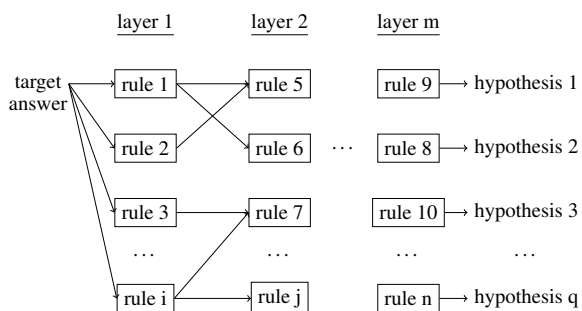 layer 1 layer 2 layer m
target answer
rule 1 rule 5 rule 9 hypothesis 1
rule 2 rule 6 ... rule 8 hypothesis 2
rule 3 rule 7 rule 10 hypothesis 3
... ... ... ...
rule i rule j rule n hypothesis q